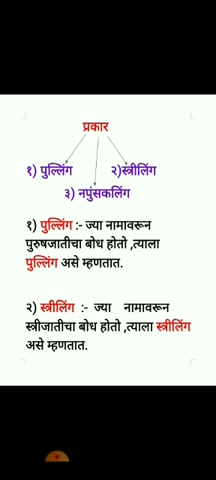 प्रकार
१) पुल्लिंग २)स्त्रीलिंग
३) नपुंसकलिंग
१) पुल्लिंग :- ज्या नामावरून
पुरुषजातीचा बोध होतो ,त्याला
पुल्लिंग असे म्हणतात.
२) स्त्रीलिंग :- ज्या नामावरून
स्त्रीजातीचा बोध होतो ,त्याला स्त्रीलिंग
असे म्हणतात.